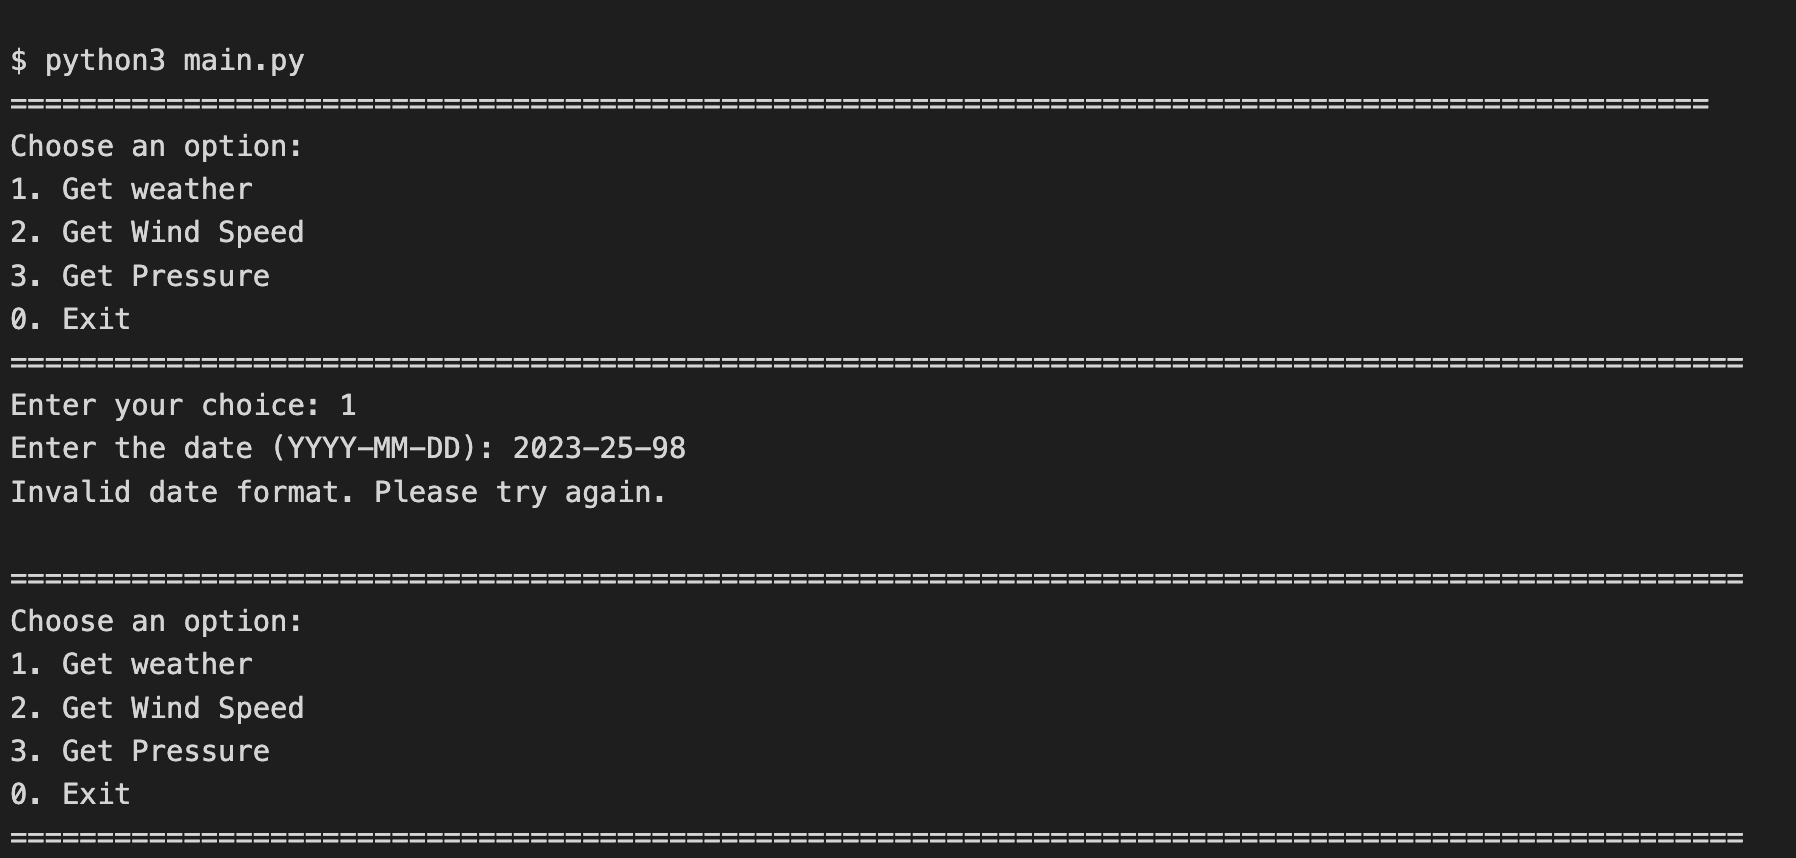 $ python3 main.py
==================================================================================================
Choose an option:
1. Get weather
2. Get Wind Speed
3. Get Pressure
0. Exit
====================================================================================================
Enter your choice: 1
Enter the date (YYYY-MM-DD): 2023-25-98
Invalid date format. Please try again.
====================================================================================================
Choose an option:
1. Get weather
2. Get Wind Speed
3. Get Pressure
0. Exit
====================================================================================================